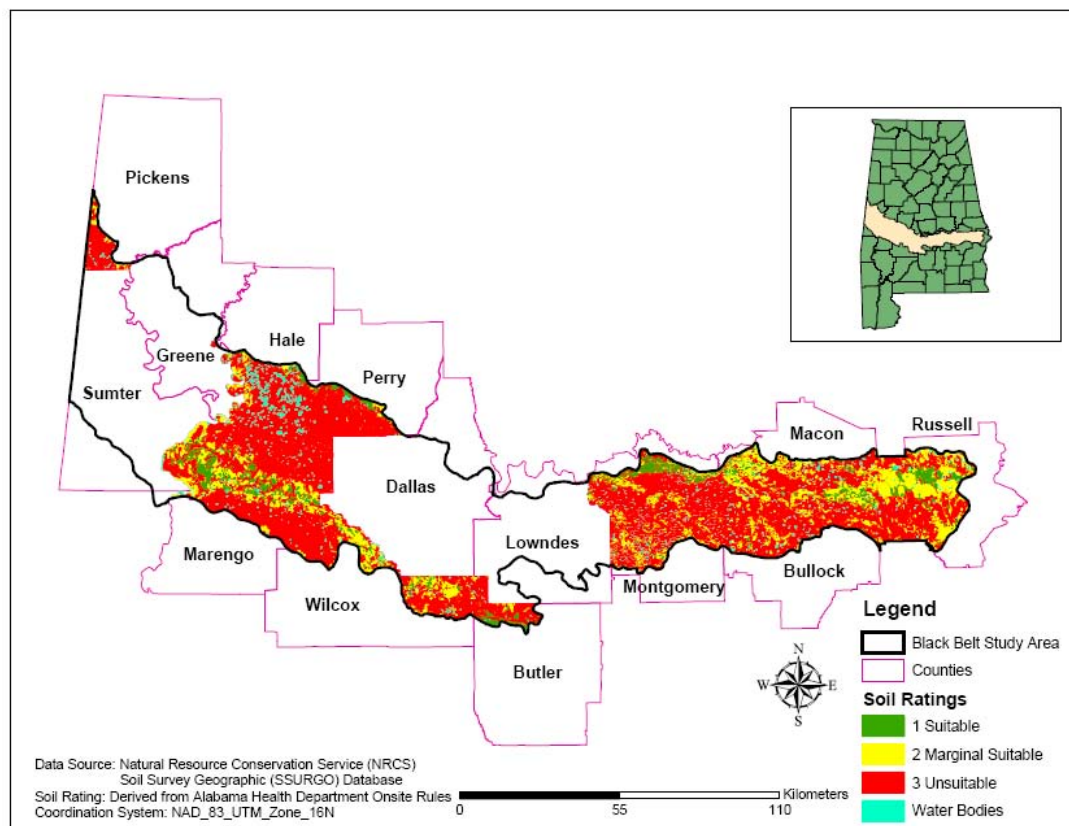 Pickens
Hale
Greene
Perry
Sumter
Macon
Russell
Dallas
Lowndes
Marengo
Montgomery
Bullock
Wilcox
Butler
Legend
Black Belt Study Area
Counties
Soil Ratings
1 Suitable
2 Marginal Suitable
3 Unsuitable
Water Bodies
N
W E
S
Data Source: Natural Resource Conservation Service (NRCS)
Soil Survey Geographic (SSURGO) Database
Soil Rating: Derived from Alabama Health Department Onsite Rules
Coordination System: NAD_83_UTM_Zone_16N
Kilometers
0 55 110